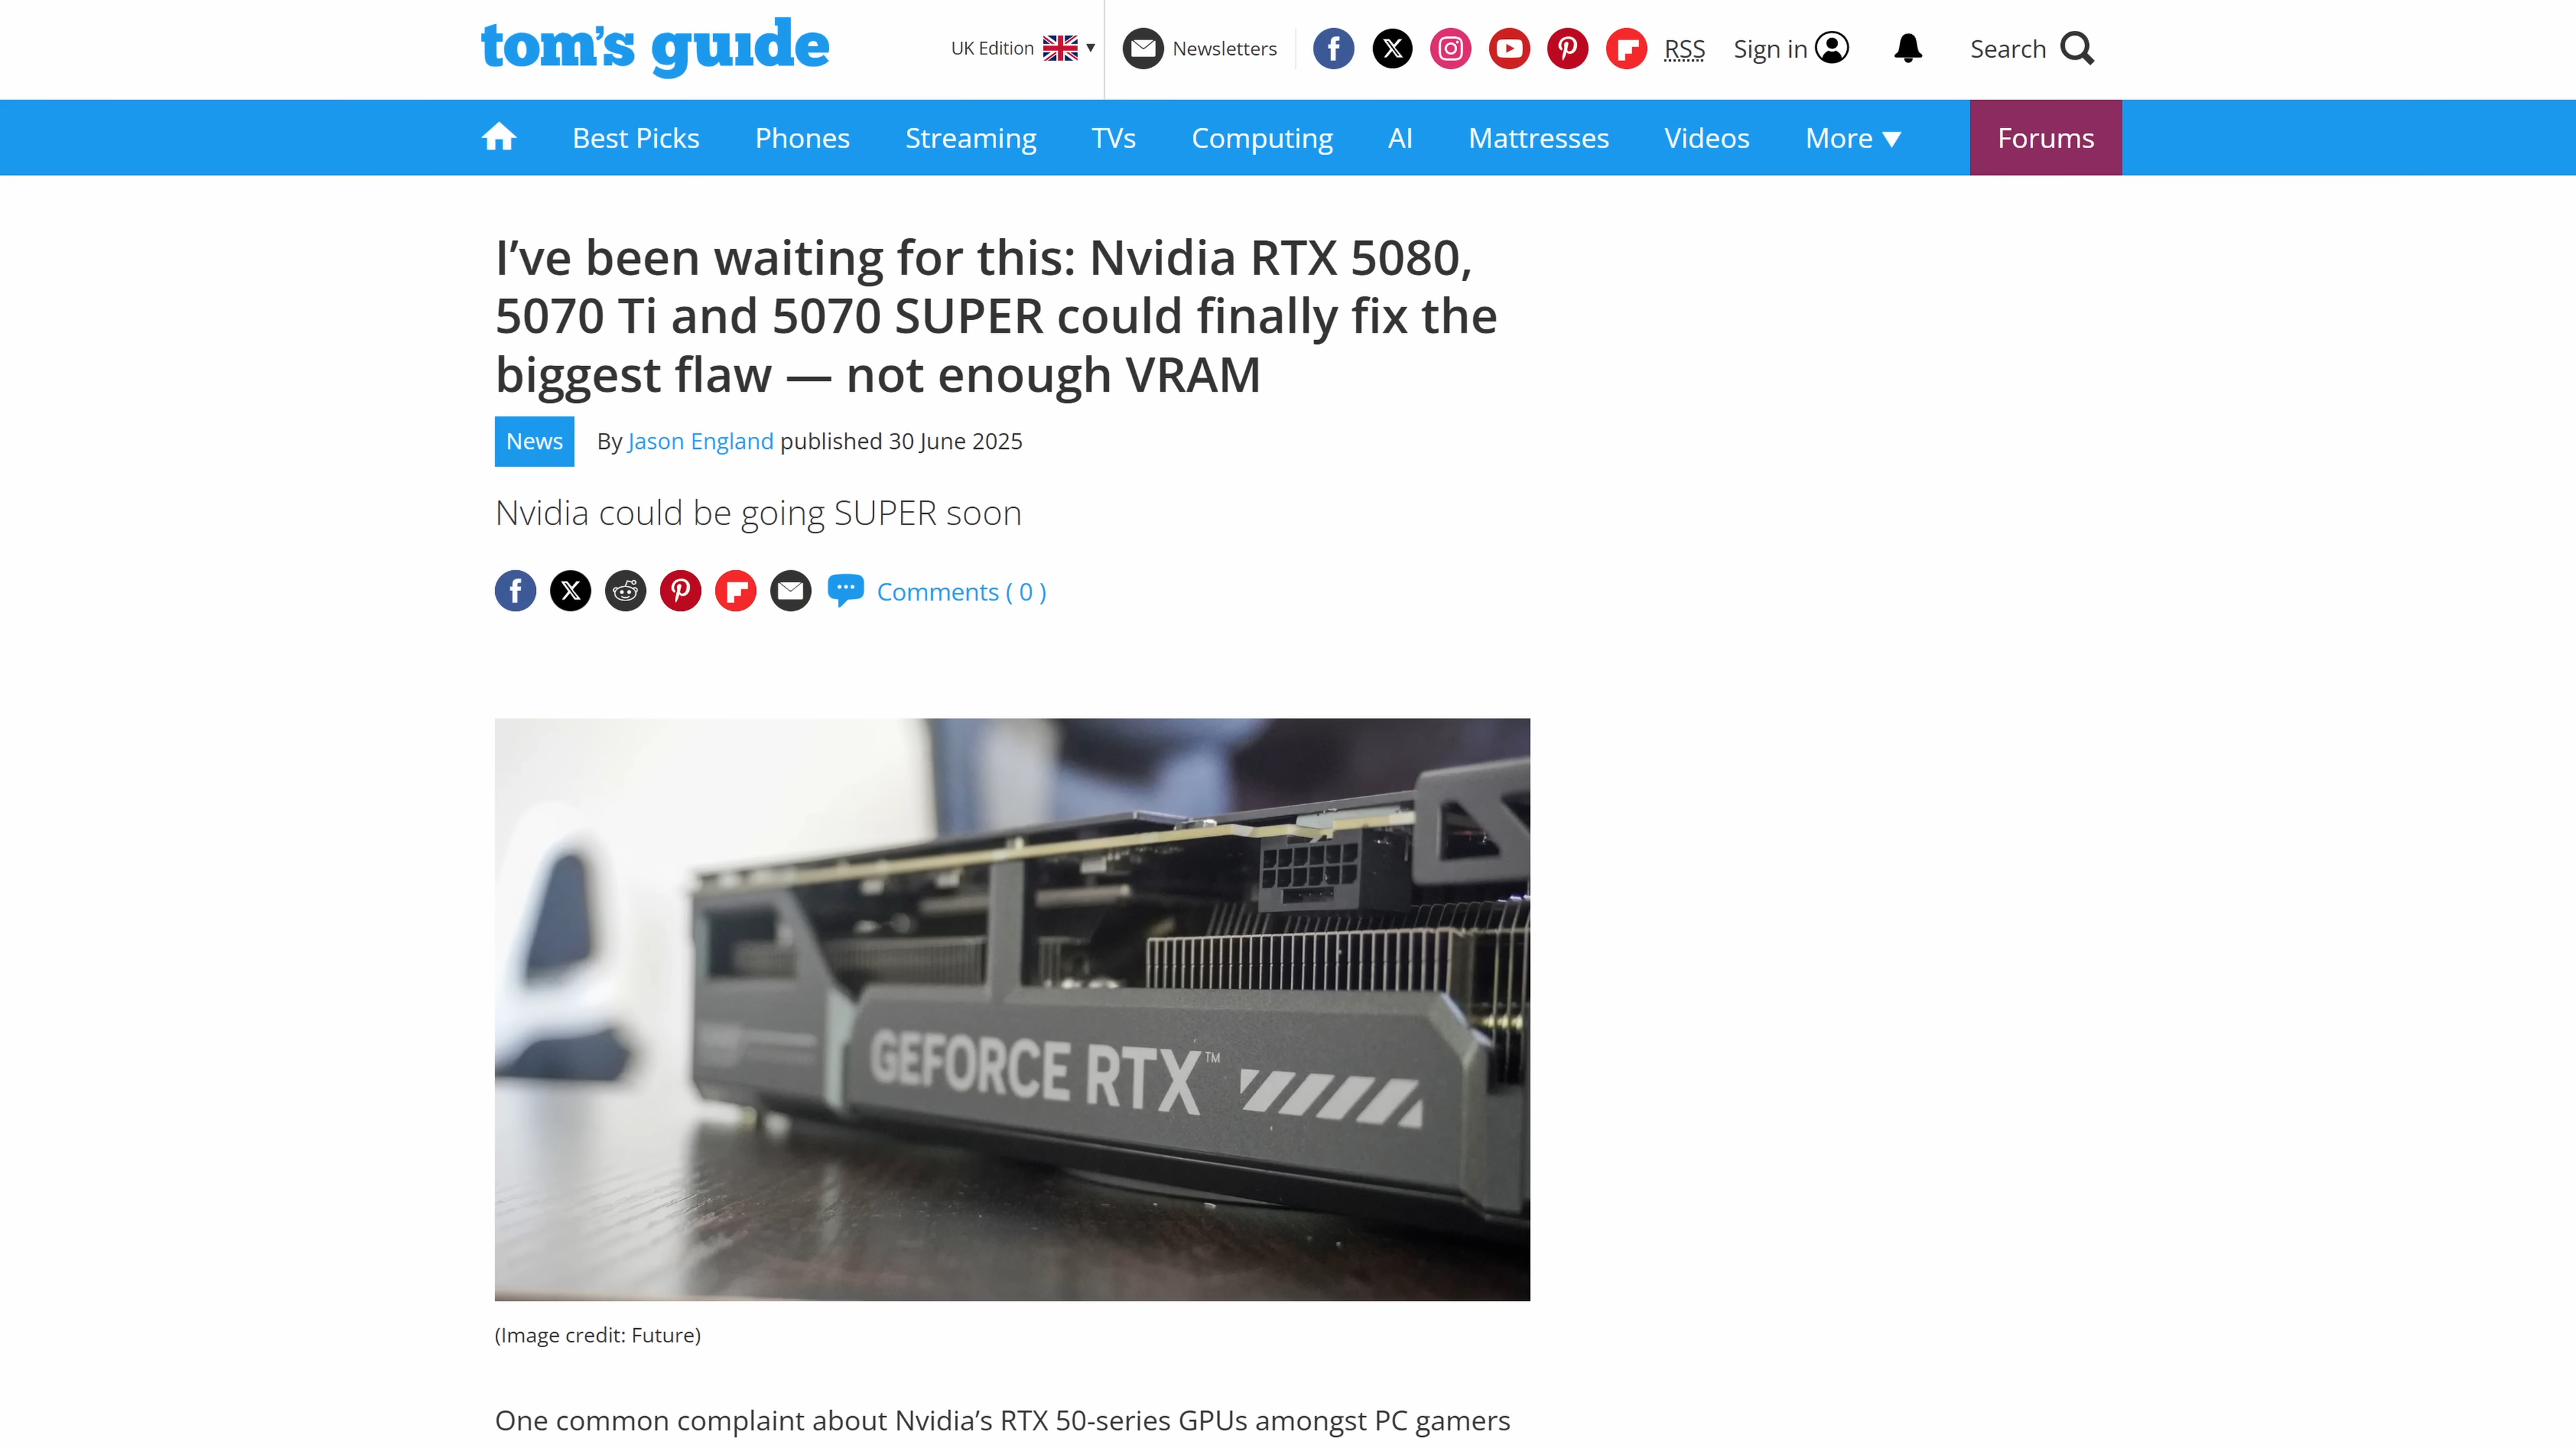 tom's guide
UK Edition
Newsletters
RSS
Sign in
Search
Best Picks
Phones
Streaming
TVs
Computing
AI
Mattresses
Videos
More
Forums
I've been waiting for this: Nvidia RTX 5080,
5070 Ti and 5070 SUPER could finally fix the
biggest flaw — not enough VRAM
News
By Jason England published 30 June 2025
Nvidia could be going SUPER soon
Comments ( 0 )
GEFORCE RTX™
(Image credit: Future)
One common complaint about Nvidia's RTX 50-series GPUs amongst PC gamers